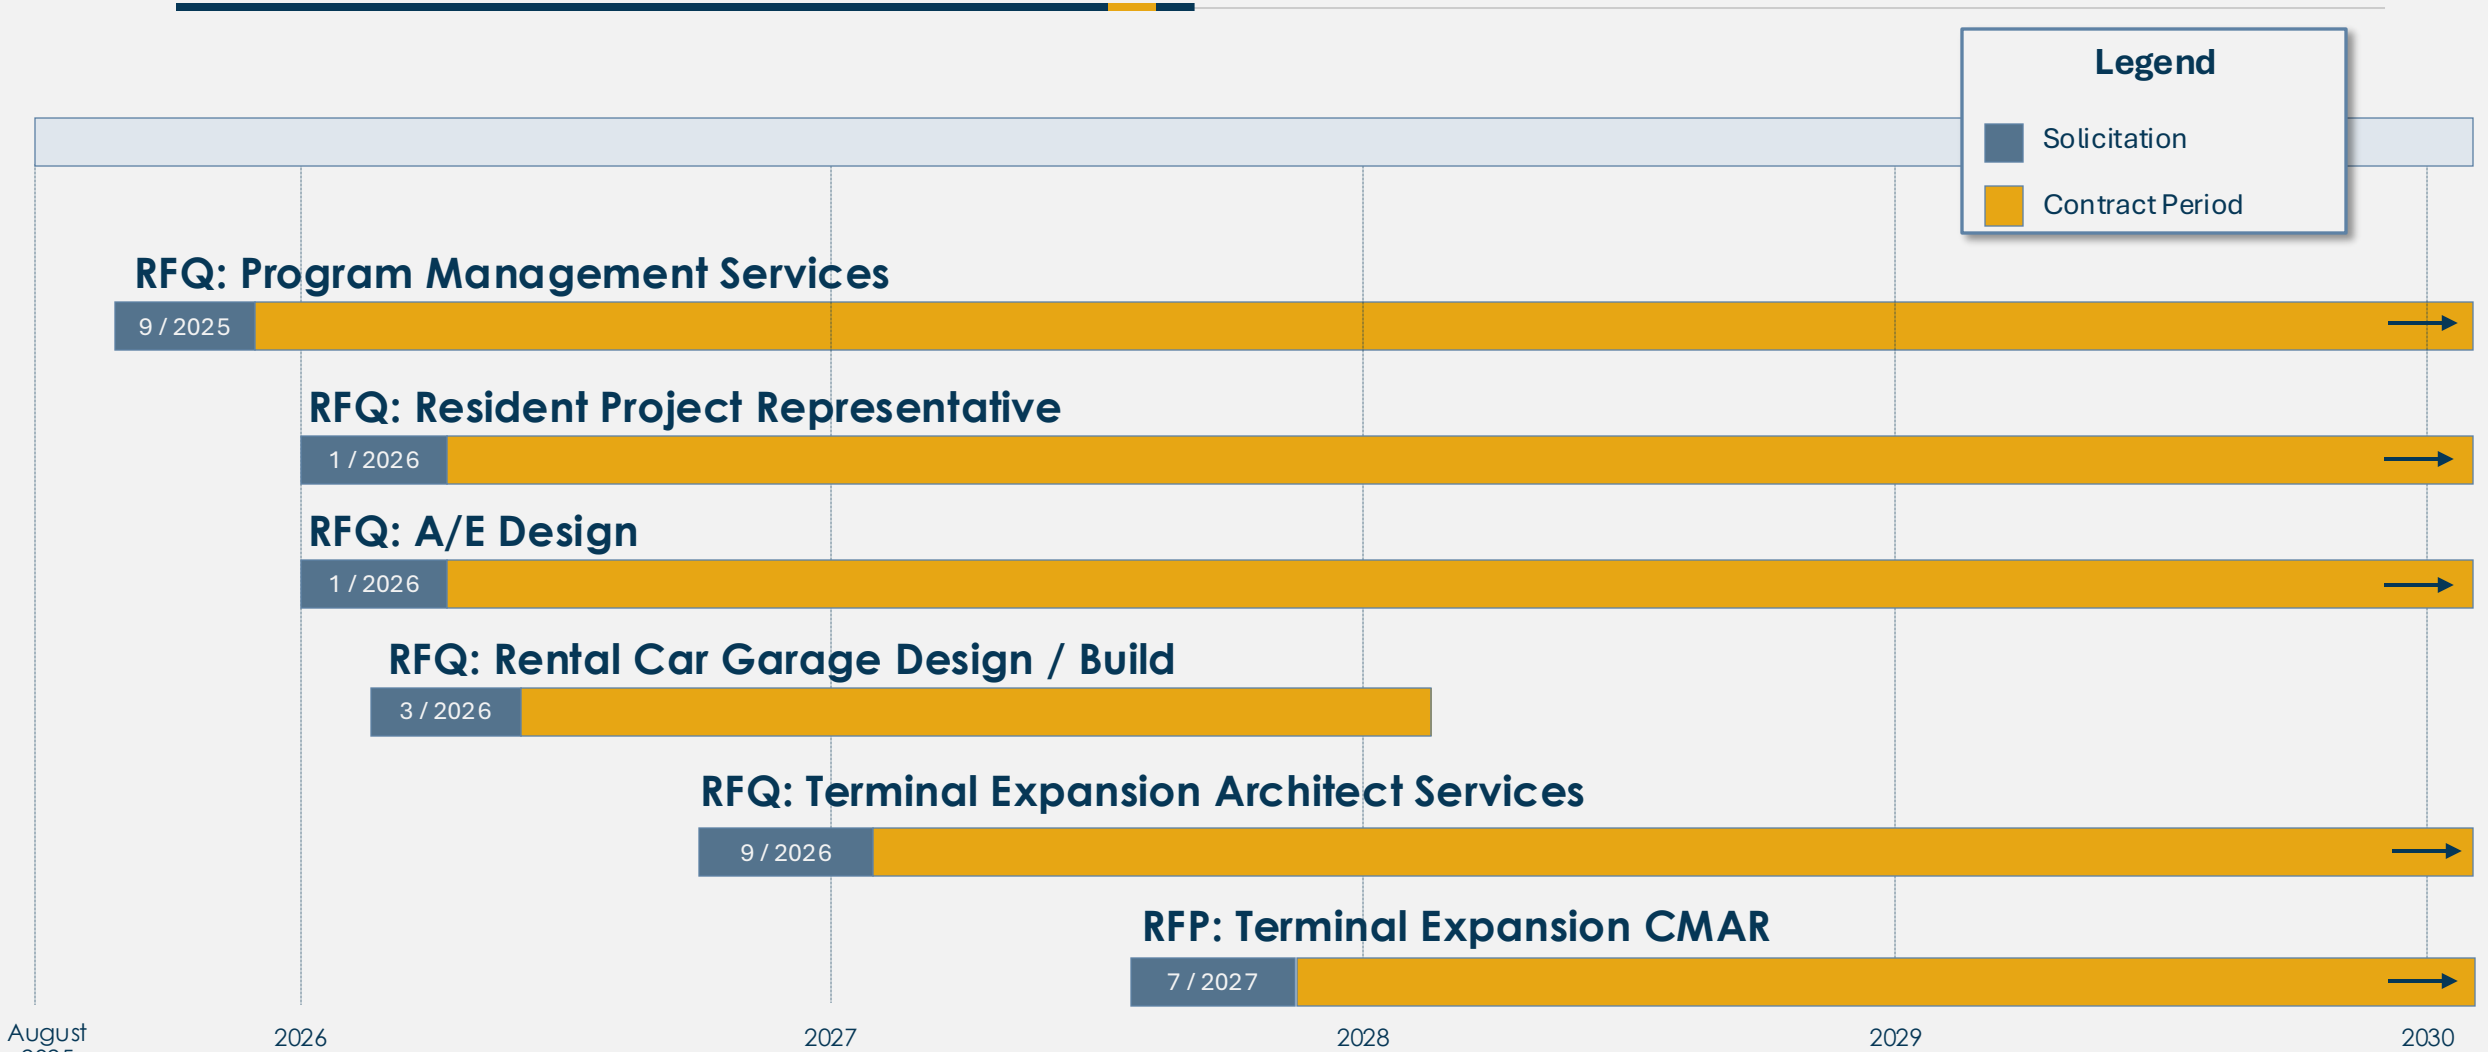 Legend
Solicitation
Contract Period
RFQ: Program Management Services
9 / 2025
RFQ: Resident Project Representative
1 / 2026
RFQ: A/E Design
1 / 2026
RFQ: Rental Car Garage Design / Build
3 / 2026
RFQ: Terminal Expansion Architect Services
9 / 2026
RFP: Terminal Expansion CMAR
7 / 2027
August
2026
2027
2028
2029
2030